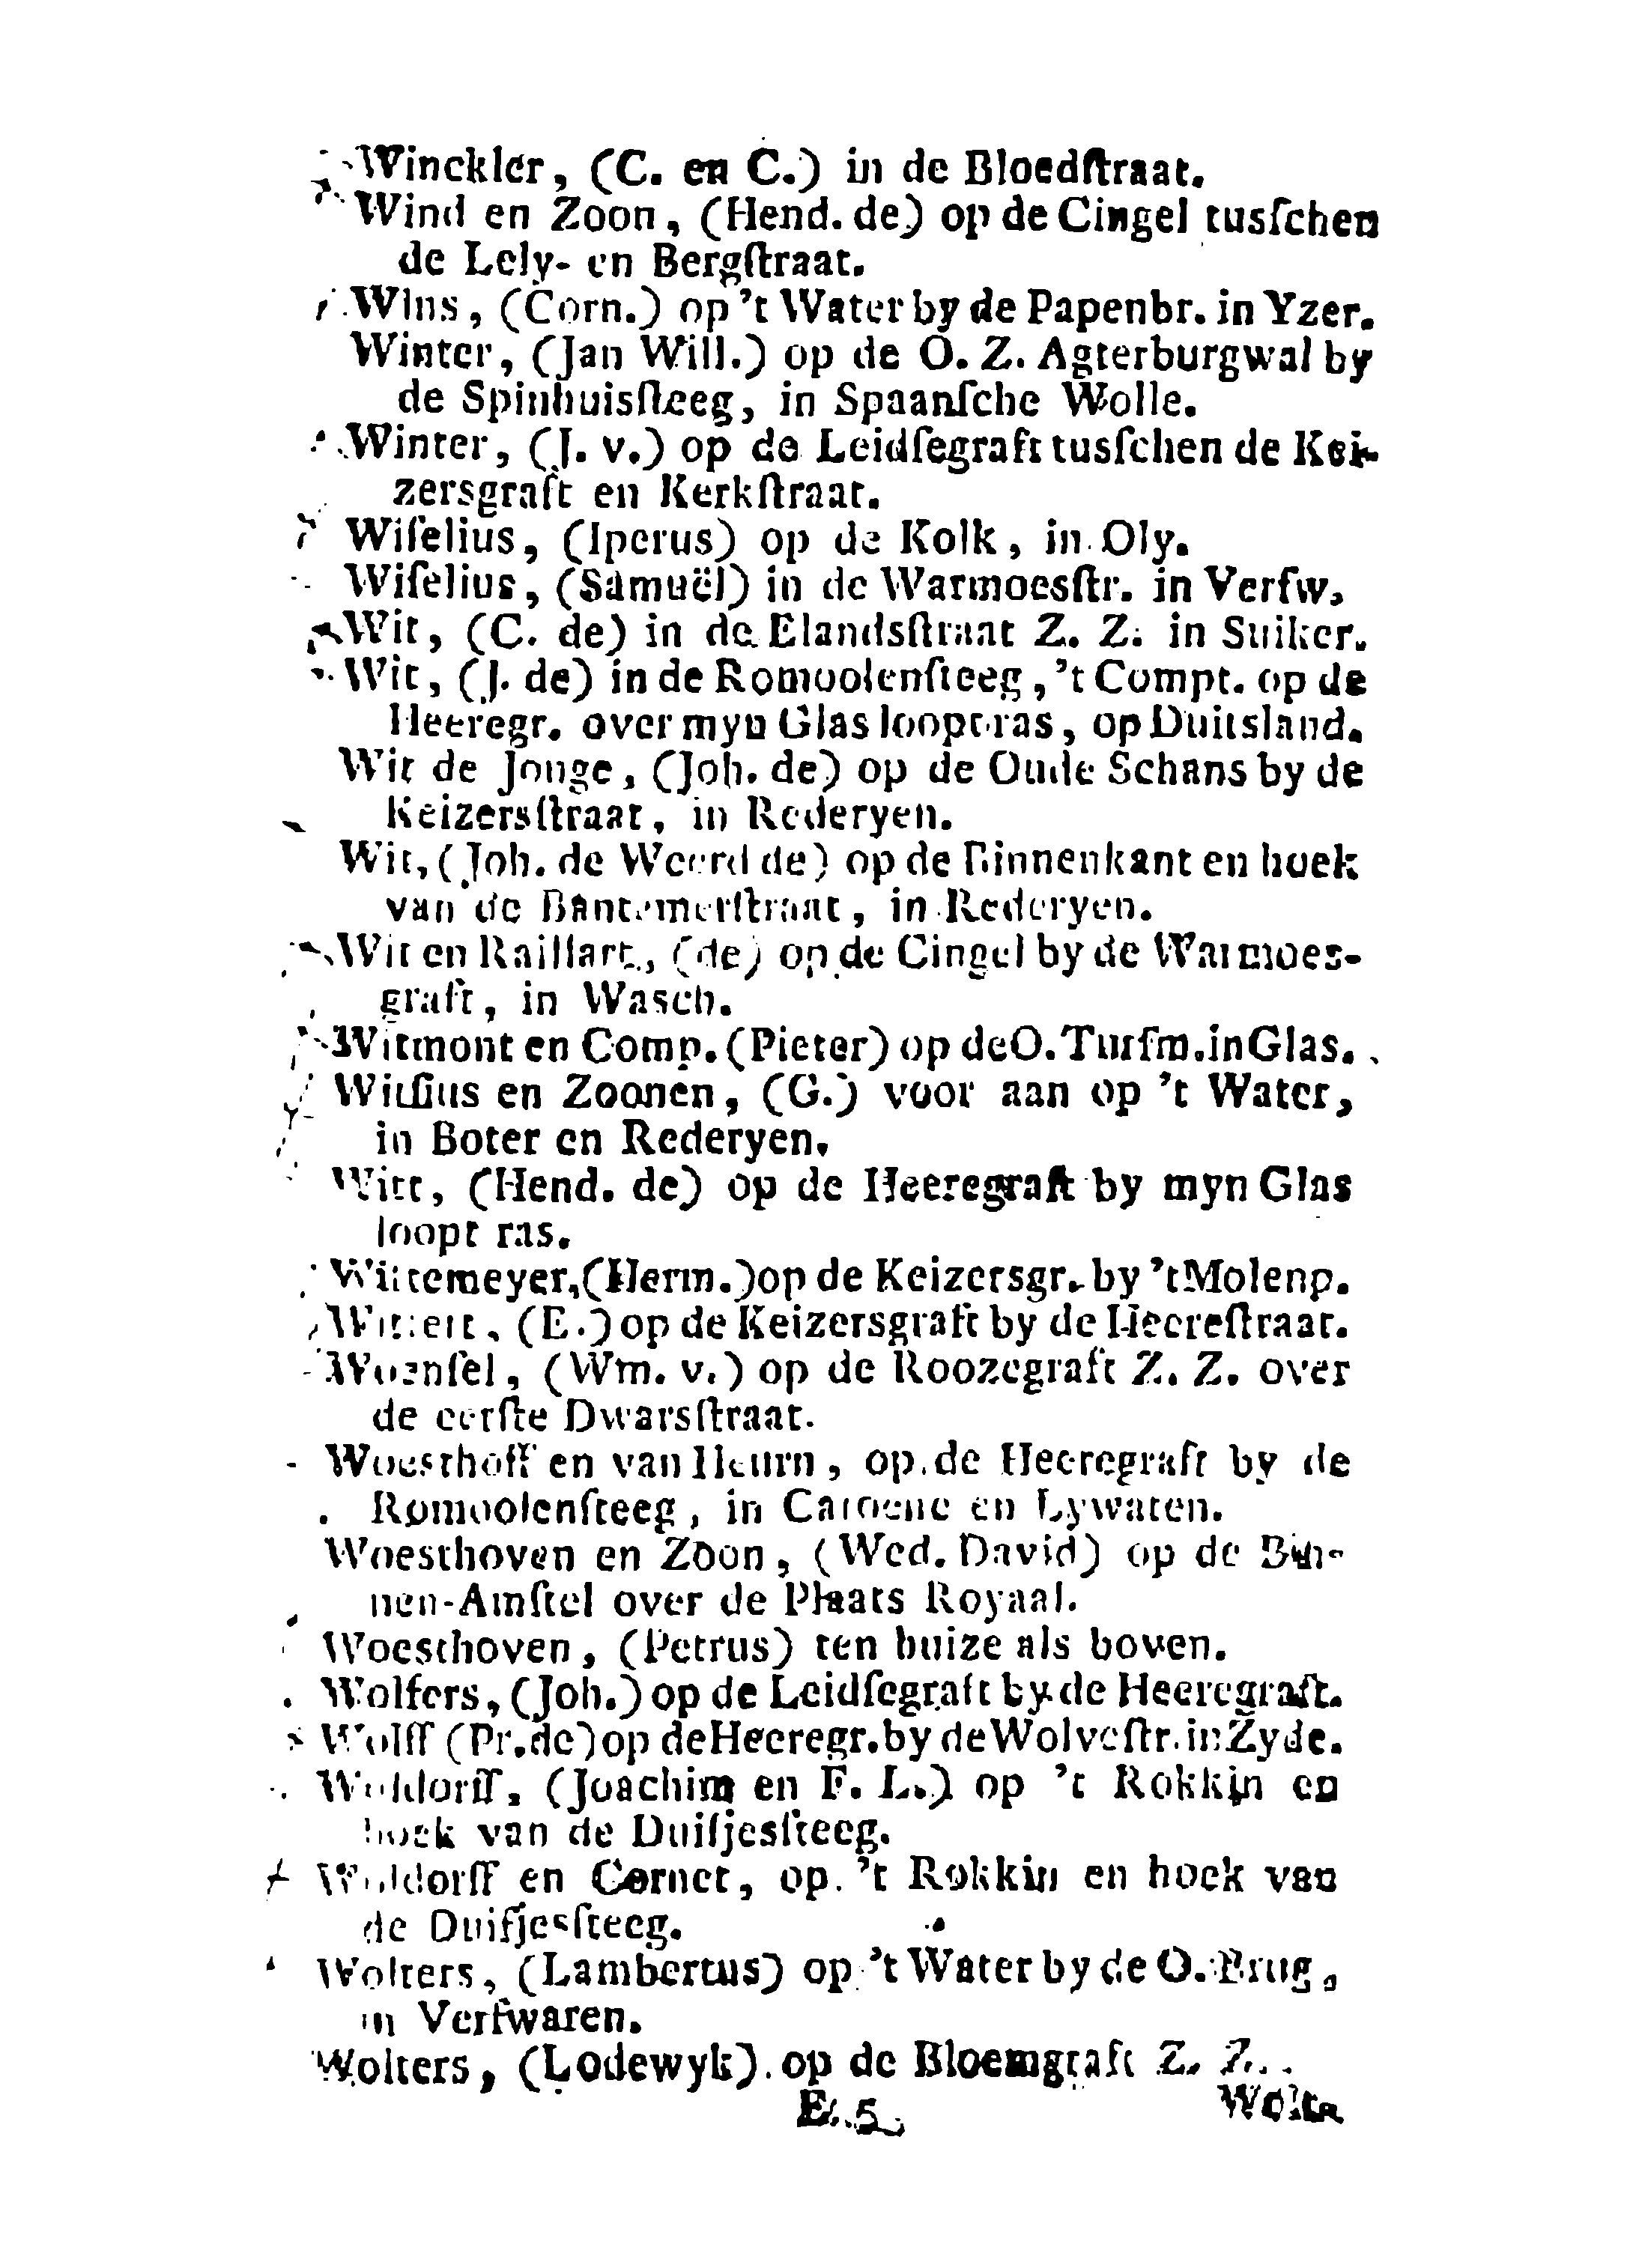 Winckler, (C. en C.) in de Bloedſtraat.
Wind en Zoon, (Hend. de) op de Cingel tusſchen
de Lely- en Bergſtraat.
Wins, (Corn.) op 't Water by de Papenbr. in Yzer.
Winter, (Jan Will.) op de O. Z. Agterburgwal by
de Spinhuisſteeg, in Spaanſche Wolle.
Winter, (J. v.) op de Leidſegraft tusſchen de Kei-
zersgraft en Kerkſtraat.
Wiſelius, (Iperus) op de Kolk, in Oly.
Wiſelius, (Samuël) in de Warmoesſtr. in Verfw.
Wit, (C. de) in de Elandsſtraat Z. Z. in Suiker.
Wit, (J. de) in de Romoolenſteeg, 't Compt. op de
Heeregr. over myn Glas loopt ras, op Duitsland.
Wit de Jonge, (Joh. de) op de Oude Schans by de
Keizersſtraat, in Rederyen.
Wit, (Joh. de Weerd de) op de Binnenkant en hoek
van de Bantemerſtraat, in Rederyen.
Wit en Raillart, (de) op de Cingel by de Warmoes-
graft, in Wasch.
Witmont en Comp. (Pieter) op de O. Turfm. in Glas.
Witſius en Zoonen, (G.) voor aan op 't Water,
in Boter en Rederyen.
Witt, (Hend. de) op de Heeregraft by myn Glas
loopt ras.
Wittemeyer, (Herm.) op de Keizersgr. by 't Molenp.
Wittert, (E.) op de Keizersgraft by de Heereſtraat.
Woenſel, (Wm. v.) op de Roozegraft Z. Z. over
de eerſte Dwarsſtraat.
Woesthoff en van Heurn, op de Heeregraft by de
Romoolenſteeg, in Catoene en Lywaten.
Woesthoven en Zoon, (Wed. David) op de Bin-
nen-Amſtel over de Plaats Royaal.
Woesthoven, (Petrus) ten huize als boven.
Wolfers, (Joh.) op de Leidſegraft by de Heeregraft.
Wolff (Pr. de) op de Heeregr. by de Wolveſtr. in Zyde.
Woldorff, (Joachim en F. L.) op 't Rokkin en
hoek van de Duifjesſteeg.
Woldorff en Cornet, op 't Rokkin en hoek van
de Duifjesſteeg.
Wolters, (Lambertus) op 't Water by de O. Brug,
in Verfwaren.
Wolters, (Lodewyk) op de Bloemgraft Z. Z.
E 5 Wolt-